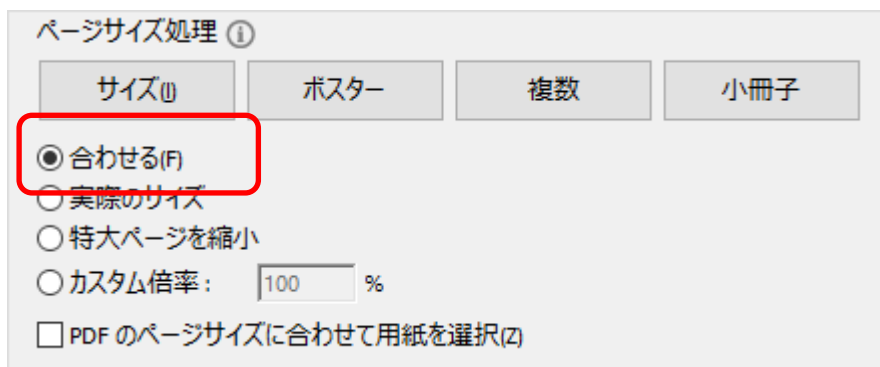 ページサイズ処理 ⓘ
サイズ(I) ポスター 複数 小冊子
合わせる(F)
実際のサイズ
特大ページを縮小
カスタム倍率: 100 %
PDF のページサイズに合わせて用紙を選択(Z)